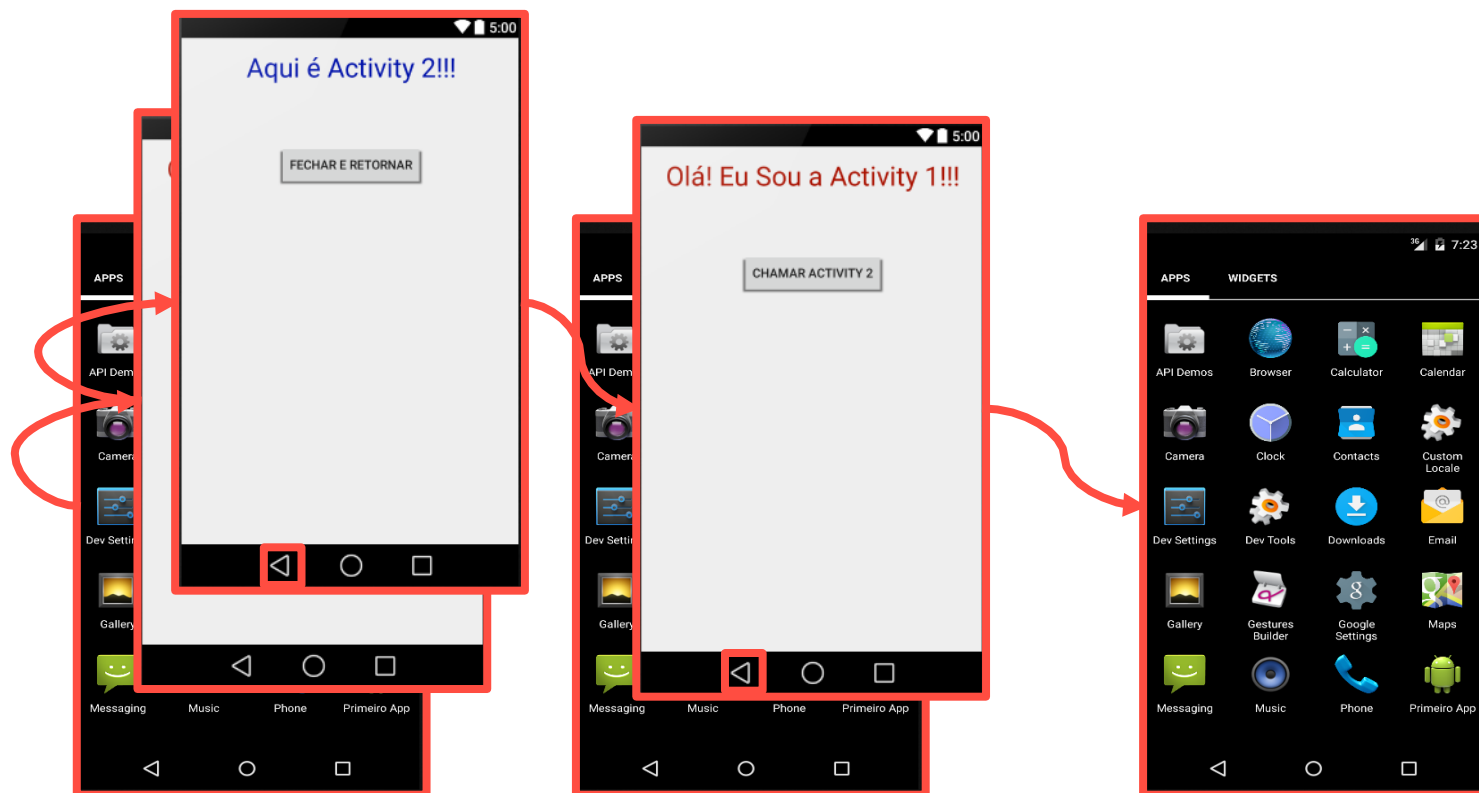 5:00
Aqui é Activity 2!!!
FECHAR E RETORNAR
APPS
API Dem
Camera
Dev Settin
Gallery
Messaging Music Phone Primeiro App
5:00
Olá! Eu Sou a Activity 1!!!
CHAMAR ACTIVITY 2
APPS
API Dem
Camera
Dev Settin
Gallery
Messaging Music Phone Primeiro App
3G 7:23
APPS WIDGETS
API Demos Browser Calculator Calendar
Camera Clock Contacts Custom
Locale
Dev Settings Dev Tools Downloads Email
Gallery Gestures Google Maps
Builder Settings
Messaging Music Phone Primeiro App